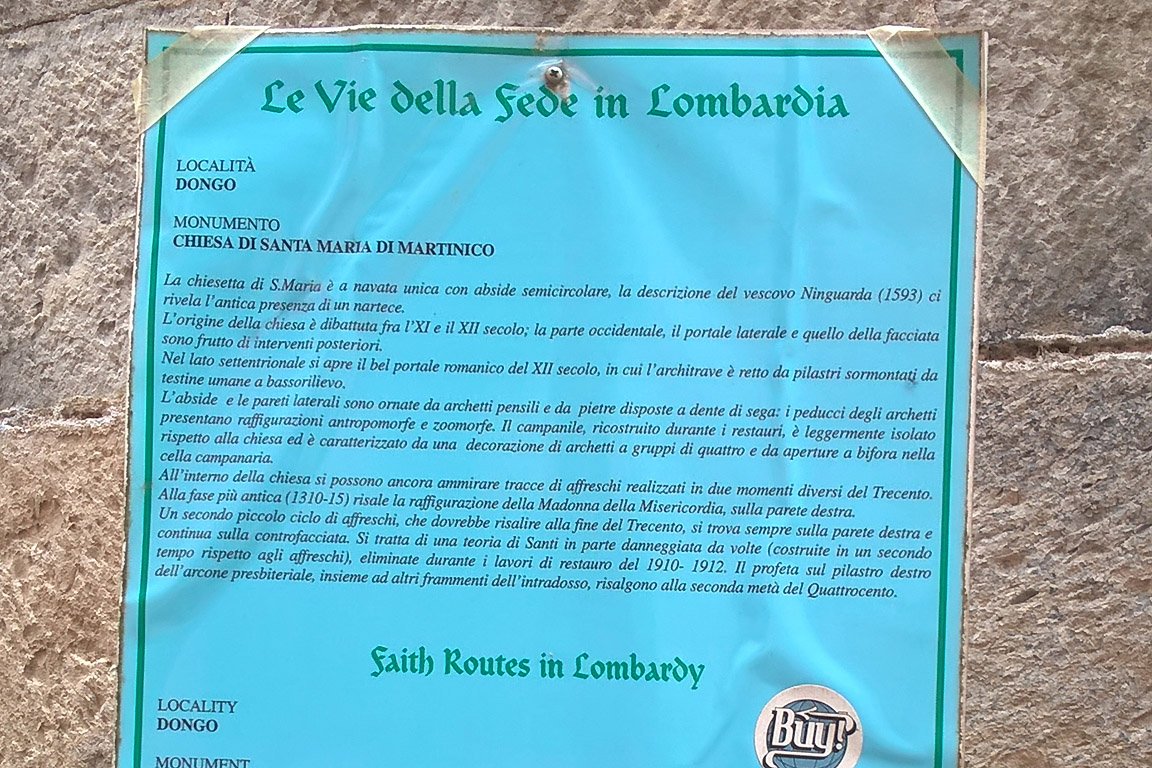 Le Vie della Fede in Lombardia
LOCALITÀ
DONGO
MONUMENTO
CHIESA DI SANTA MARIA DI MARTINICO
La chiesetta di S.Maria è a navata unica con abside semicircolare, la descrizione del vescovo Ninguarda (1593) ci
rivela l'antica presenza di un nartece.
L'origine della chiesa è dibattuta fra l'XI e il XII secolo; la parte occidentale, il portale laterale e quello della facciata
sono frutto di interventi posteriori.
Nel lato settentrionale si apre il bel portale romanico del XII secolo, in cui l'architrave è retto da pilastri sormontati da
testine umane a bassorilievo.
L'abside e le pareti laterali sono ornate da archetti pensili e da pietre disposte a dente di sega: i peducci degli archetti
presentano raffigurazioni antropomorfe e zoomorfe. Il campanile, ricostruito durante i restauri, è leggermente isolato
rispetto alla chiesa ed è caratterizzato da una decorazione di archetti a gruppi di quattro e da aperture a bifora nella
cella campanaria.
All'interno della chiesa si possono ancora ammirare tracce di affreschi realizzati in due momenti diversi del Trecento.
Alla fase più antica (1310-15) risale la raffigurazione della Madonna della Misericordia, sulla parete destra.
Un secondo piccolo ciclo di affreschi, che dovrebbe risalire alla fine del Trecento, si trova sempre sulla parete destra e
continua sulla controfacciata. Si tratta di una teoria di Santi in parte danneggiata da volte (costruite in un secondo
tempo rispetto agli affreschi), eliminate durante i lavori di restauro del 1910- 1912. Il profeta sul pilastro destro
dell'arcone presbiteriale, insieme ad altri frammenti dell'intradosso, risalgono alla seconda metà del Quattrocento.
Faith Routes in Lombardy
LOCALITY
DONGO
Buy!
MONUMENT